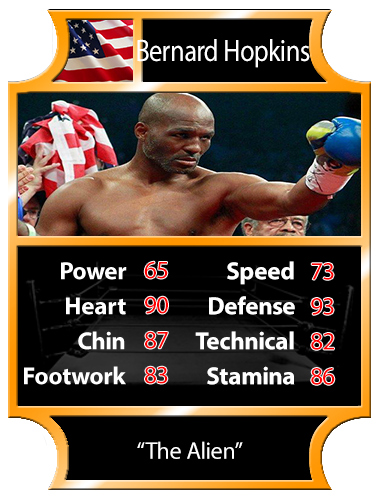 Bernard Hopkins
Power 65 Speed 73
Heart 90 Defense 93
Chin 87 Technical 82
Footwork 83 Stamina 86
“The Alien”